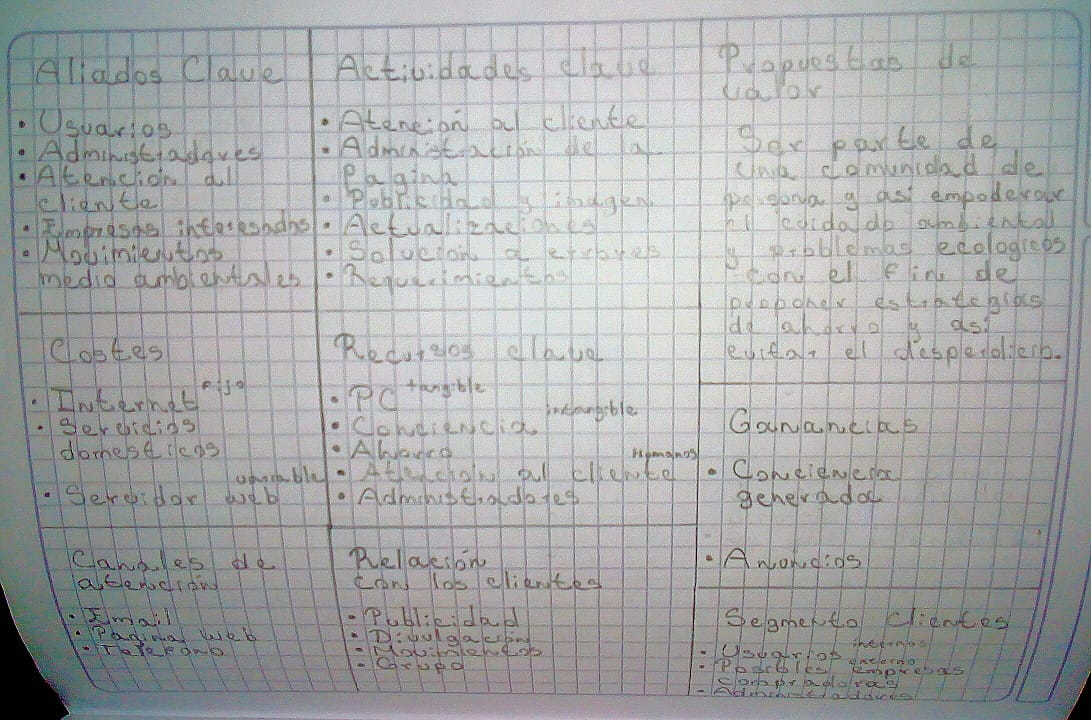 Aliados Clave
• Usuarios
• Administradores
• Atención al
cliente
• Empresas interesadas
• Movimientos
medio ambientales
Actividades clave
• Atención al cliente
• Administración de la
Pagina
• Publicidad y imagen
• Actualizaciones
• Solución a errores
• Requerimientos
Propuestas de
valor
Ser parte de
una comunidad de
persona y asi empoderar
el cuidado ambiental
y problemas ecologicos
con el fin de
proponer estrategias
de ahorro y asi
evitar el desperdicio.
Costes
• Internet fijo
• Servicios
domesticos
• Servidor web variable
Recursos clave
• PC tangible
• Conciencia intangible
• Ahorro
• Atención al cliente Humanos
• Administradores
Ganancias
• Conciencia
generada
• Anuncios
Canales de
atención
• Email
• Pagina web
• Telefono
Relación
con los clientes
• Publicidad
• Divulgación
• Movimientos
• Grupo
Segmento Clientes
• Usuarios internos
• Posibles empresas externo
compradoras
• Administradores